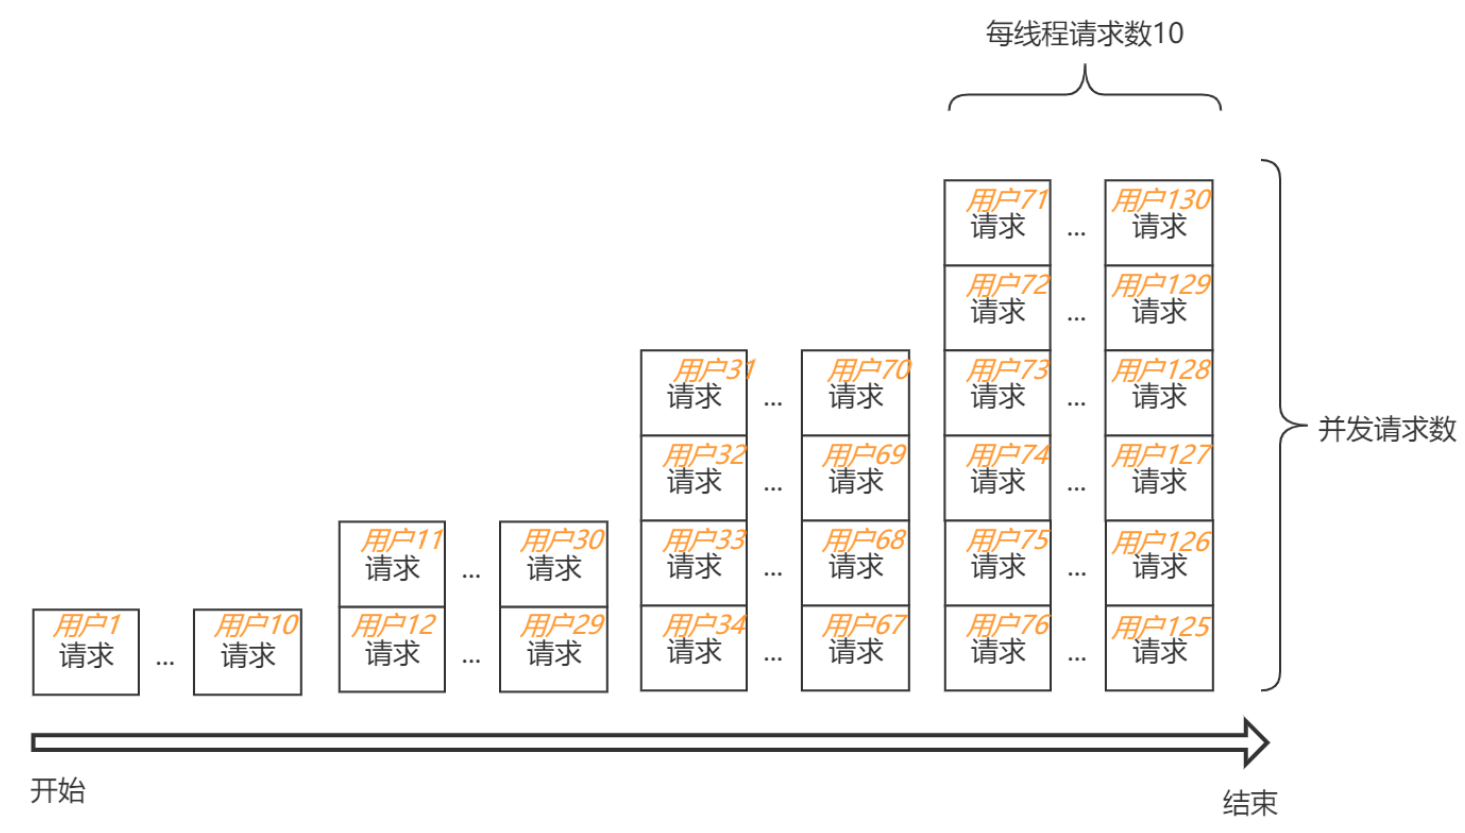 每线程请求数10
用户71
请求
...
用户130
请求
用户72
请求
...
用户129
请求
用户31
请求
...
用户70
请求
用户73
请求
...
用户128
请求
并发请求数
用户32
请求
...
用户69
请求
用户74
请求
...
用户127
请求
用户11
请求
...
用户30
请求
用户33
请求
...
用户68
请求
用户75
请求
...
用户126
请求
用户1
请求
...
用户10
请求
用户12
请求
...
用户29
请求
用户34
请求
...
用户67
请求
用户76
请求
...
用户125
请求
开始
结束